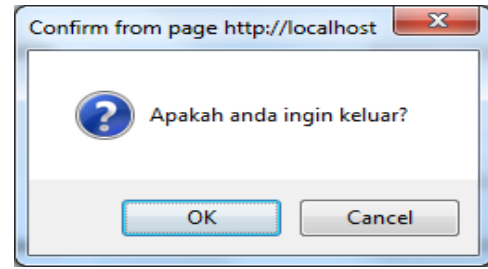 Confirm from page http://localhost
Apakah anda ingin keluar?
OK
Cancel